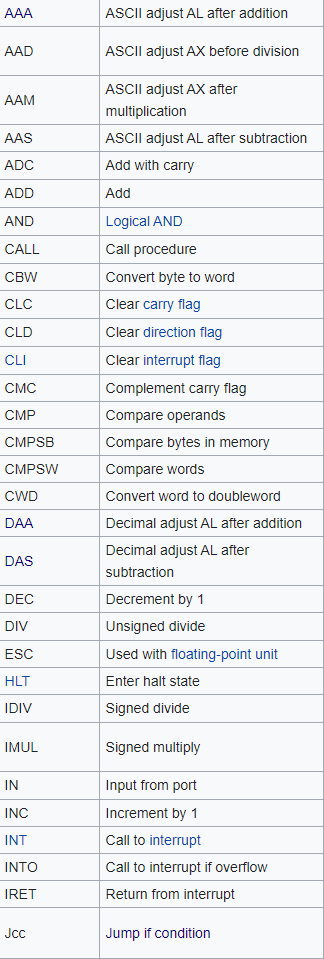 AAA ASCII adjust AL after addition
AAD ASCII adjust AX before division
AAM ASCII adjust AX after
multiplication
AAS ASCII adjust AL after subtraction
ADC Add with carry
ADD Add
AND Logical AND
CALL Call procedure
CBW Convert byte to word
CLC Clear carry flag
CLD Clear direction flag
CLI Clear interrupt flag
CMC Complement carry flag
CMP Compare operands
CMPSB Compare bytes in memory
CMPSW Compare words
CWD Convert word to doubleword
DAA Decimal adjust AL after addition
DAS Decimal adjust AL after
subtraction
DEC Decrement by 1
DIV Unsigned divide
ESC Used with floating-point unit
HLT Enter halt state
IDIV Signed divide
IMUL Signed multiply
IN Input from port
INC Increment by 1
INT Call to interrupt
INTO Call to interrupt if overflow
IRET Return from interrupt
Jcc Jump if condition